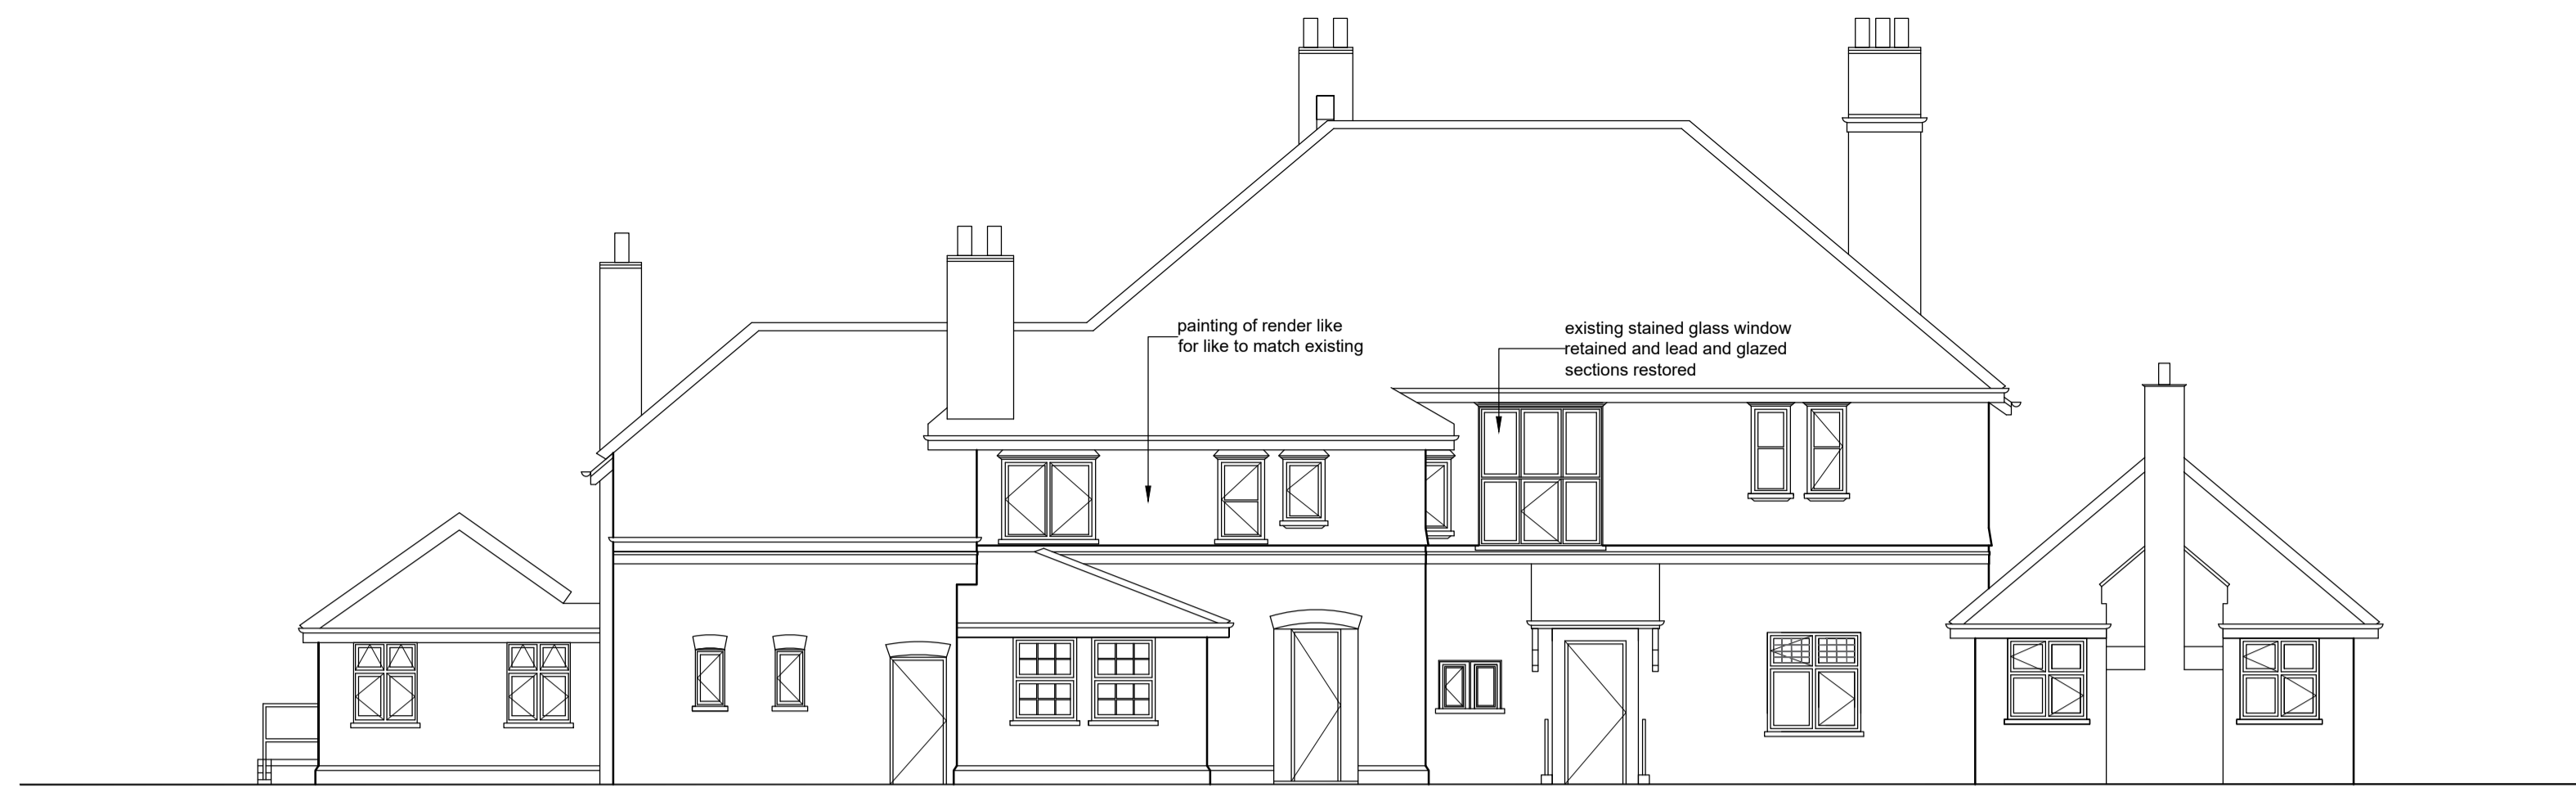 painting of render like
for like to match existing
existing stained glass window
retained and lead and glazed
sections restored